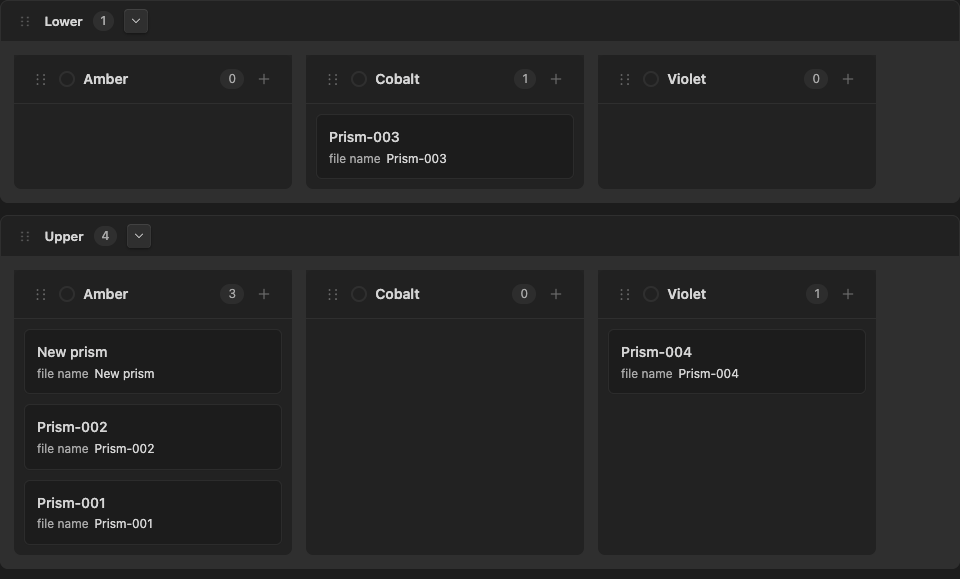 Lower 1
Amber 0 +
Cobalt 1 +
Violet 0 +
Prism-003
file name Prism-003
Upper 4
Amber 3 +
Cobalt 0 +
Violet 1 +
New prism
file name New prism
Prism-002
file name Prism-002
Prism-001
file name Prism-001
Prism-004
file name Prism-004